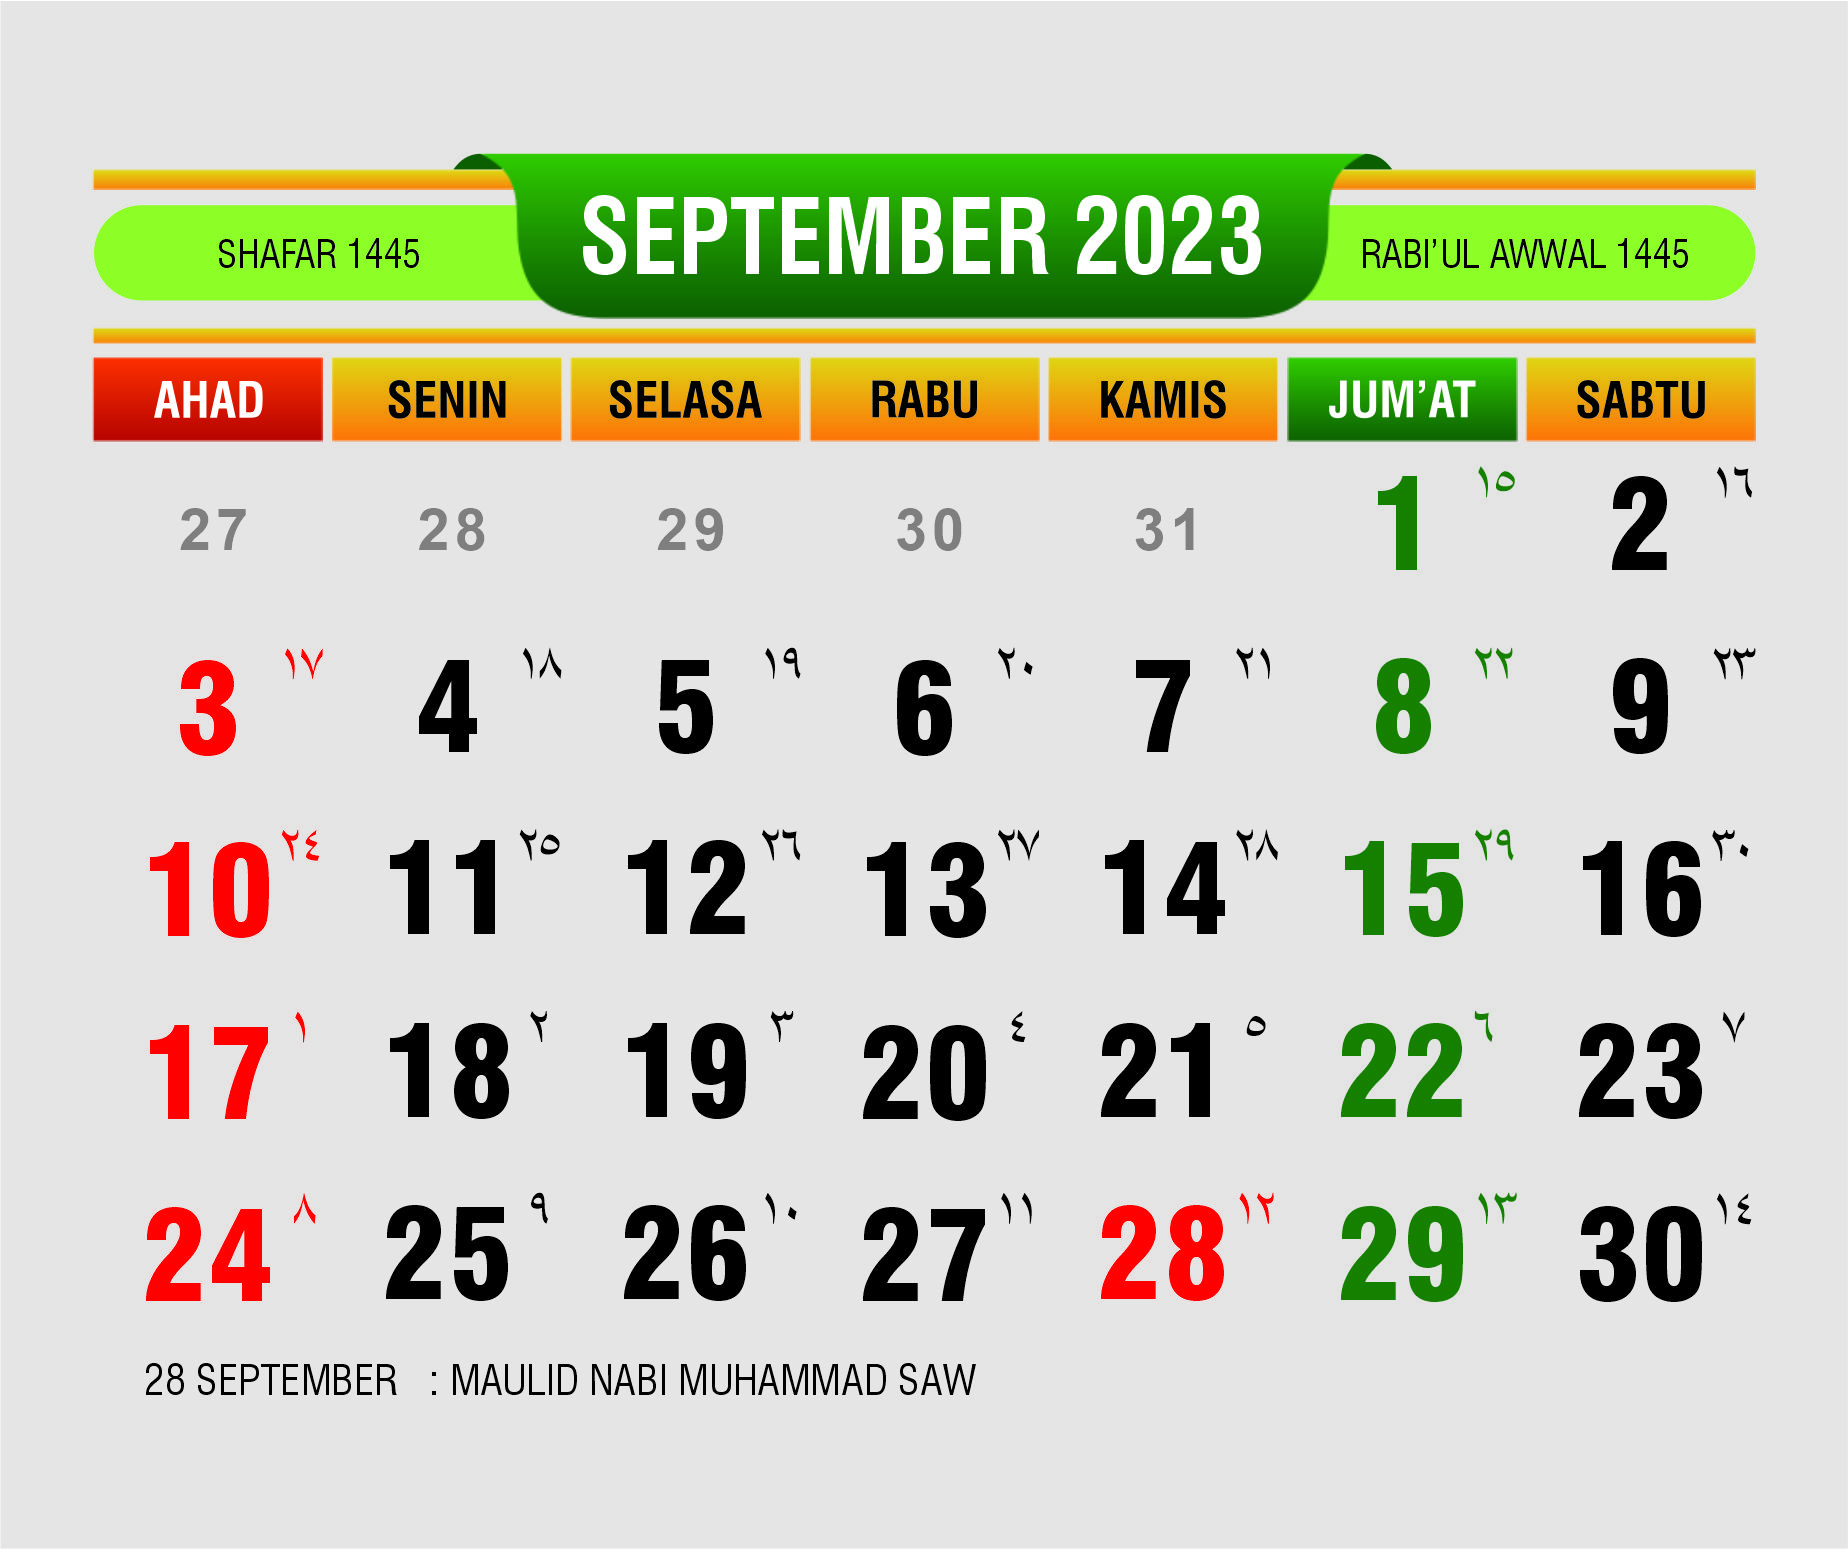 SEPTEMBER 2023
SHAFAR 1445 RABI’UL AWWAL 1445
AHAD SENIN SELASA RABU KAMIS JUM’AT SABTU
27 28 29 30 31 1 ١٥ 2 ١٦
3 ١٧ 4 ١٨ 5 ١٩ 6 ٢٠ 7 ٢١ 8 ٢٢ 9 ٢٣
10 ٢٤ 11 ٢٥ 12 ٢٦ 13 ٢٧ 14 ٢٨ 15 ٢٩ 16 ٣٠
17 ١ 18 ٢ 19 ٣ 20 ٤ 21 ٥ 22 ٦ 23 ٧
24 ٨ 25 ٩ 26 ١٠ 27 ١١ 28 ١٢ 29 ١٣ 30 ١٤
28 SEPTEMBER : MAULID NABI MUHAMMAD SAW